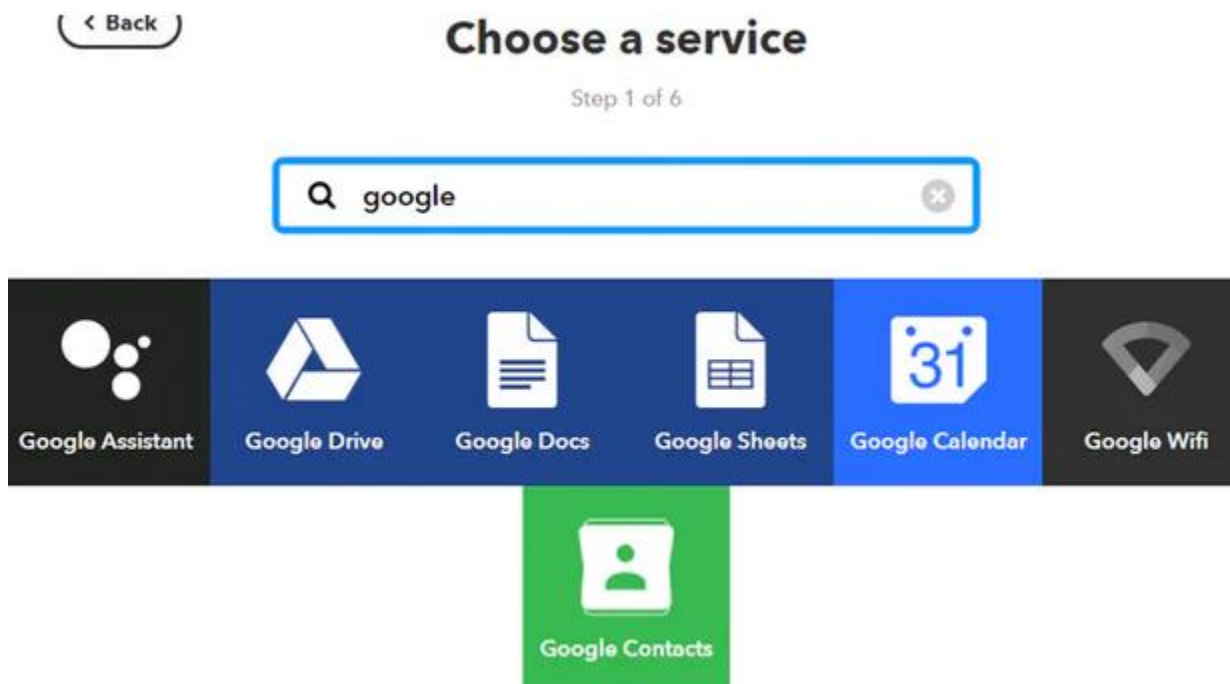 < Back
Choose a service
Step 1 of 6
google
31
Google Assistant Google Drive Google Docs Google Sheets Google Calendar Google Wifi
Google Contacts